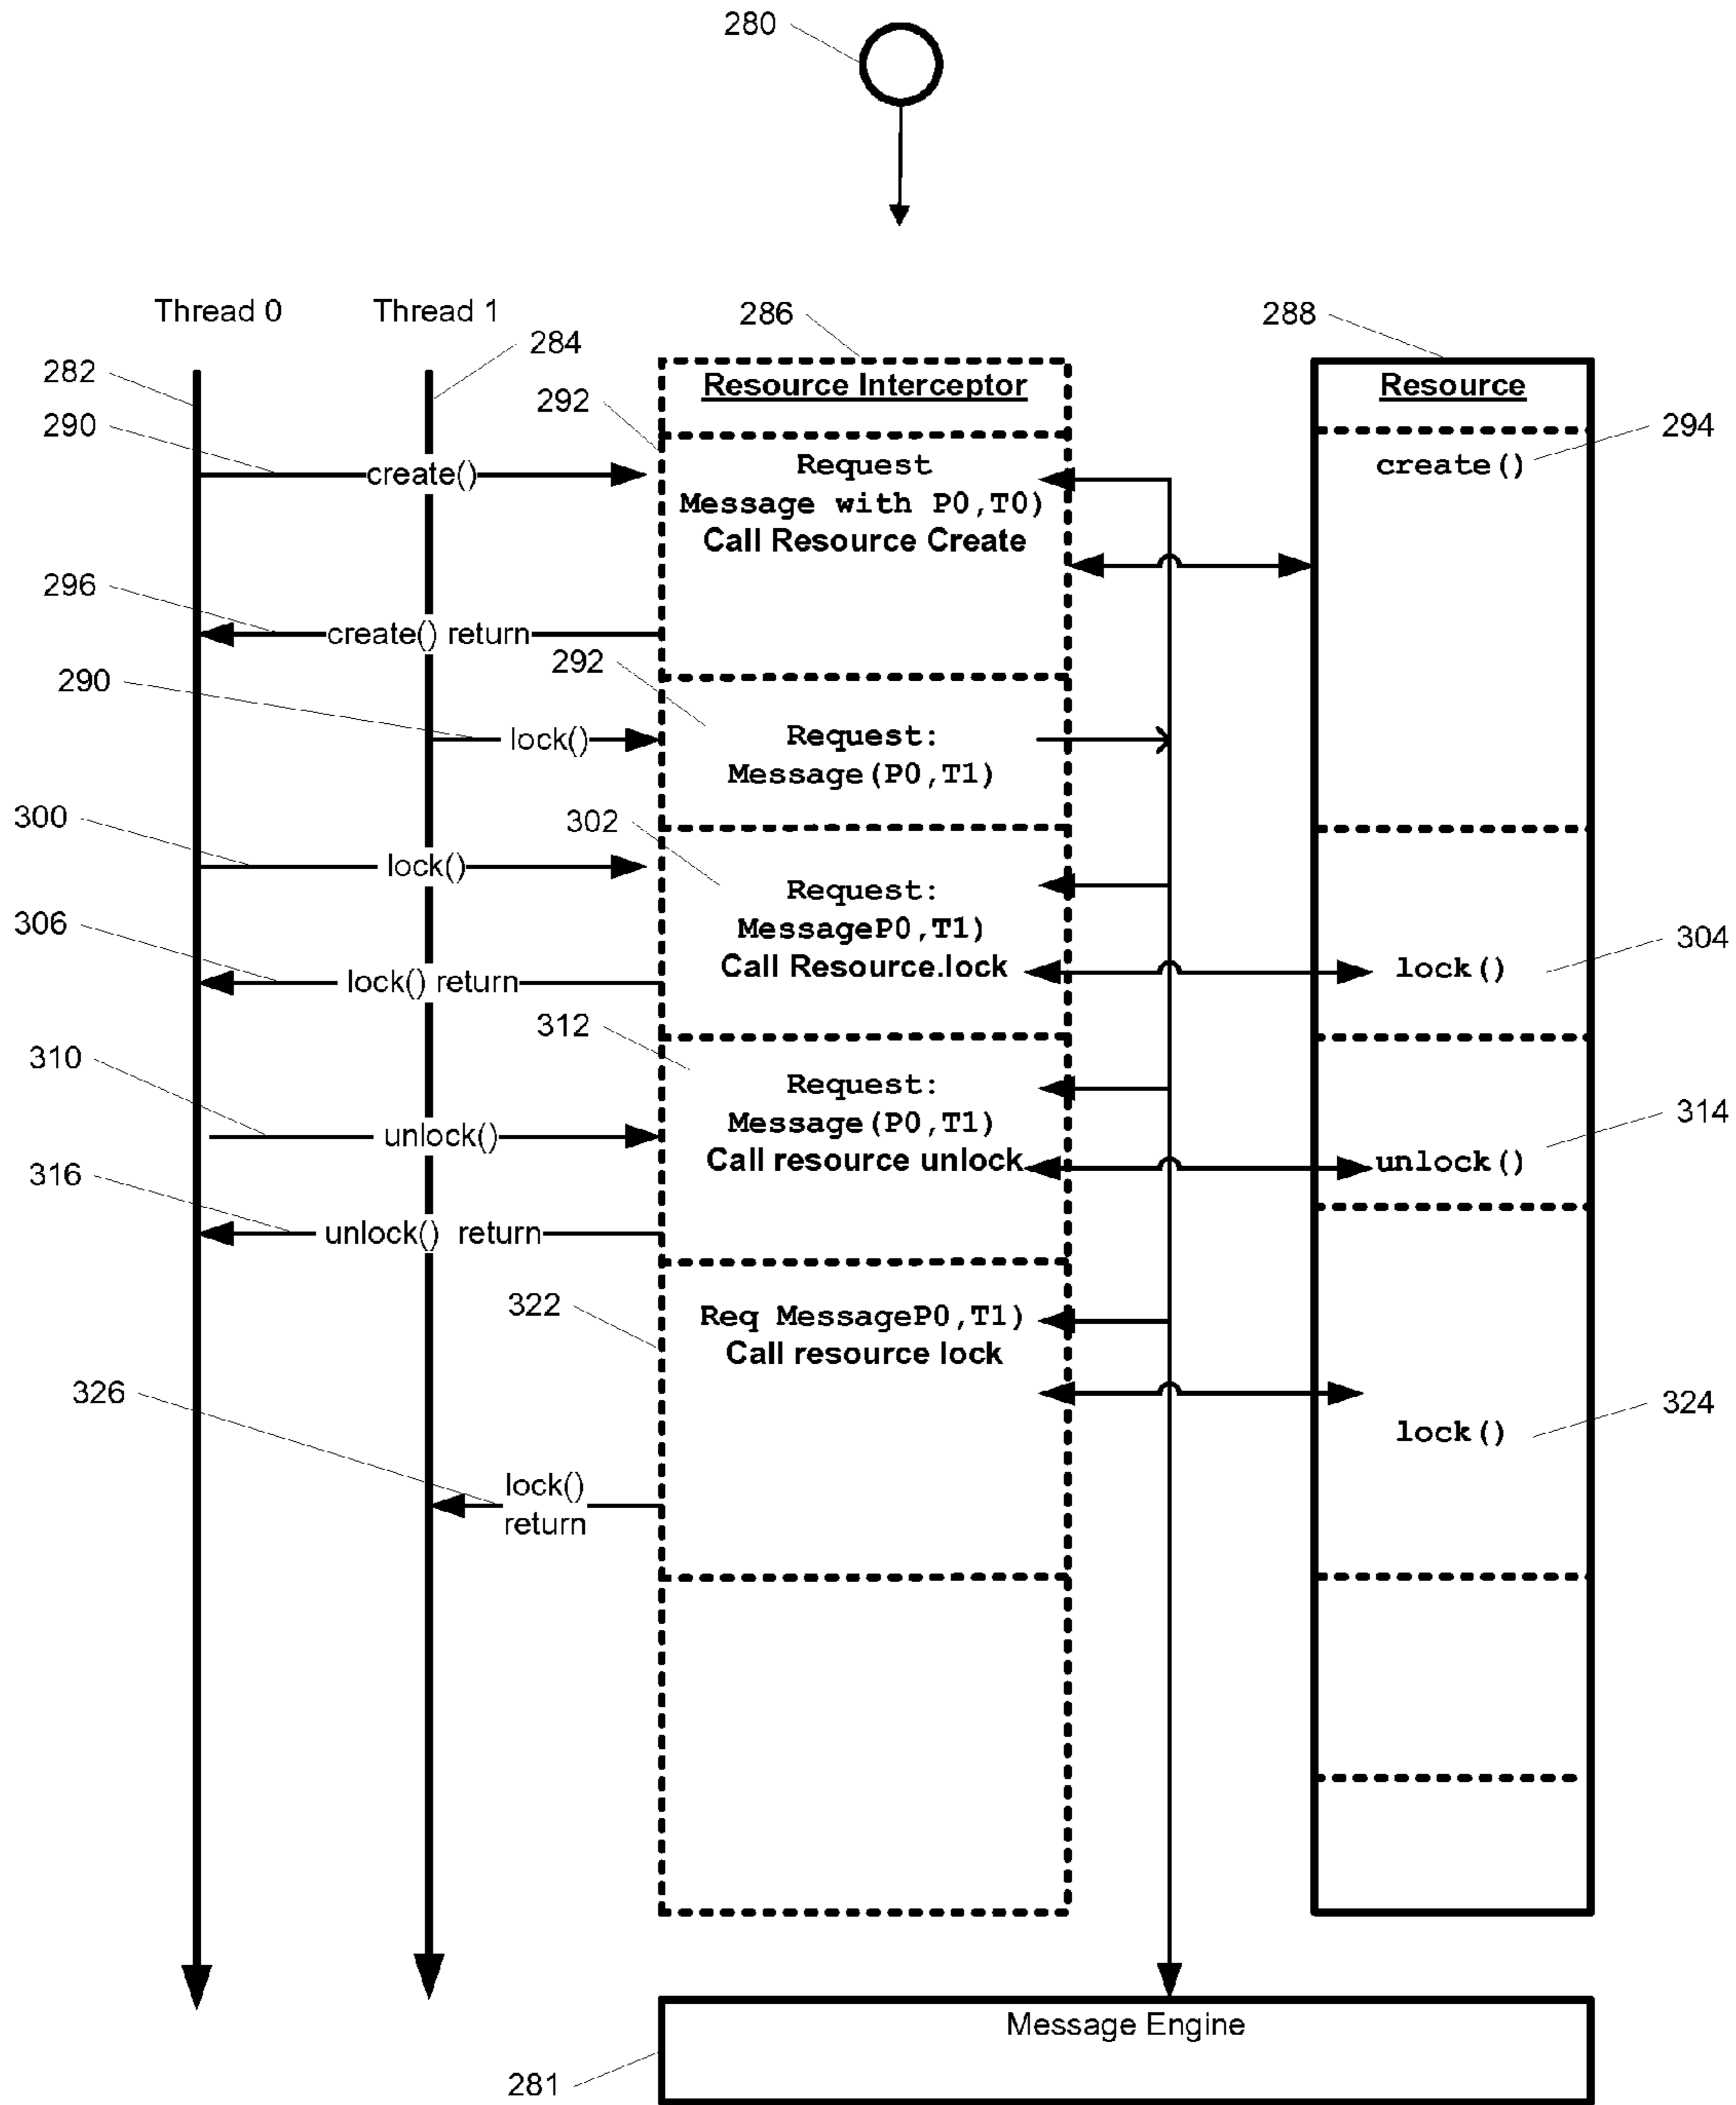 280
Thread 0
Thread 1
286
288
284
282
Resource Interceptor
Resource
292
290
294
create()
Request
Message with P0,T0)
Call Resource Create
create()
296
create() return
292
290
lock()
Request:
Message(P0,T1)
302
300
lock()
Request:
MessageP0,T1)
Call Resource.lock
306
lock() return
304
lock()
312
310
Request:
Message(P0,T1)
Call resource unlock
unlock()
314
unlock()
316
unlock() return
322
Req MessageP0,T1)
Call resource lock
326
324
lock()
lock()
return
Message Engine
281